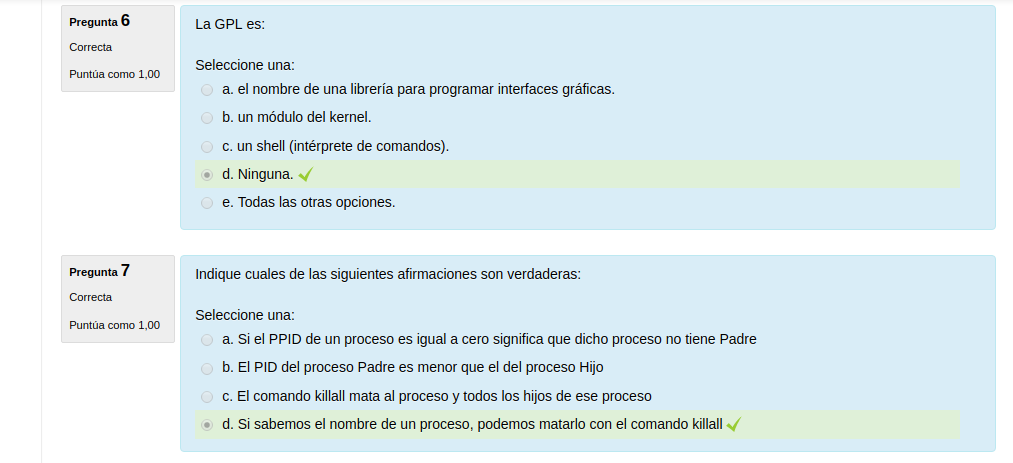 Pregunta 6
Correcta
Puntúa como 1,00
La GPL es:
Seleccione una:
a. el nombre de una librería para programar interfaces gráficas.
b. un módulo del kernel.
c. un shell (intérprete de comandos).
d. Ninguna.
e. Todas las otras opciones.
Pregunta 7
Correcta
Puntúa como 1,00
Indique cuales de las siguientes afirmaciones son verdaderas:
Seleccione una:
a. Si el PPID de un proceso es igual a cero significa que dicho proceso no tiene Padre
b. El PID del proceso Padre es menor que el del proceso Hijo
c. El comando killall mata al proceso y todos los hijos de ese proceso
d. Si sabemos el nombre de un proceso, podemos matarlo con el comando killall